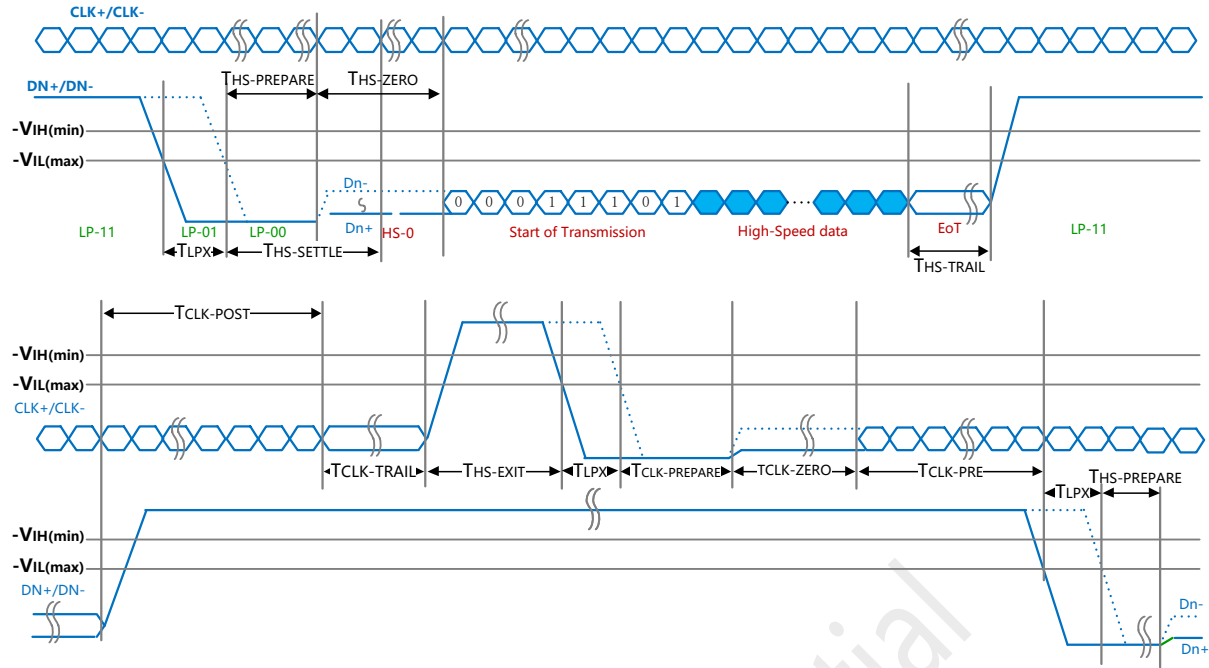 CLK+/CLK-
THS-PREPARE
THS-ZERO
DN+/DN-
-VIH(min)
-VIL(max)
Dn-
0 0 0 1 1 1 0 1
Dn+
LP-11
LP-01
LP-00
HS-0
Start of Transmission
High-Speed data
EoT
LP-11
TLPX
THS-SETTLE
THS-TRAIL
TCLK-POST
-VIH(min)
-VIL(max)
CLK+/CLK-
TCLK-TRAIL
THS-EXIT
TLPX
TCLK-PREPARE
TCLK-ZERO
TCLK-PRE
THS-PREPARE
TLPX
-VIH(min)
-VIL(max)
DN+/DN-
Dn-
Dn+